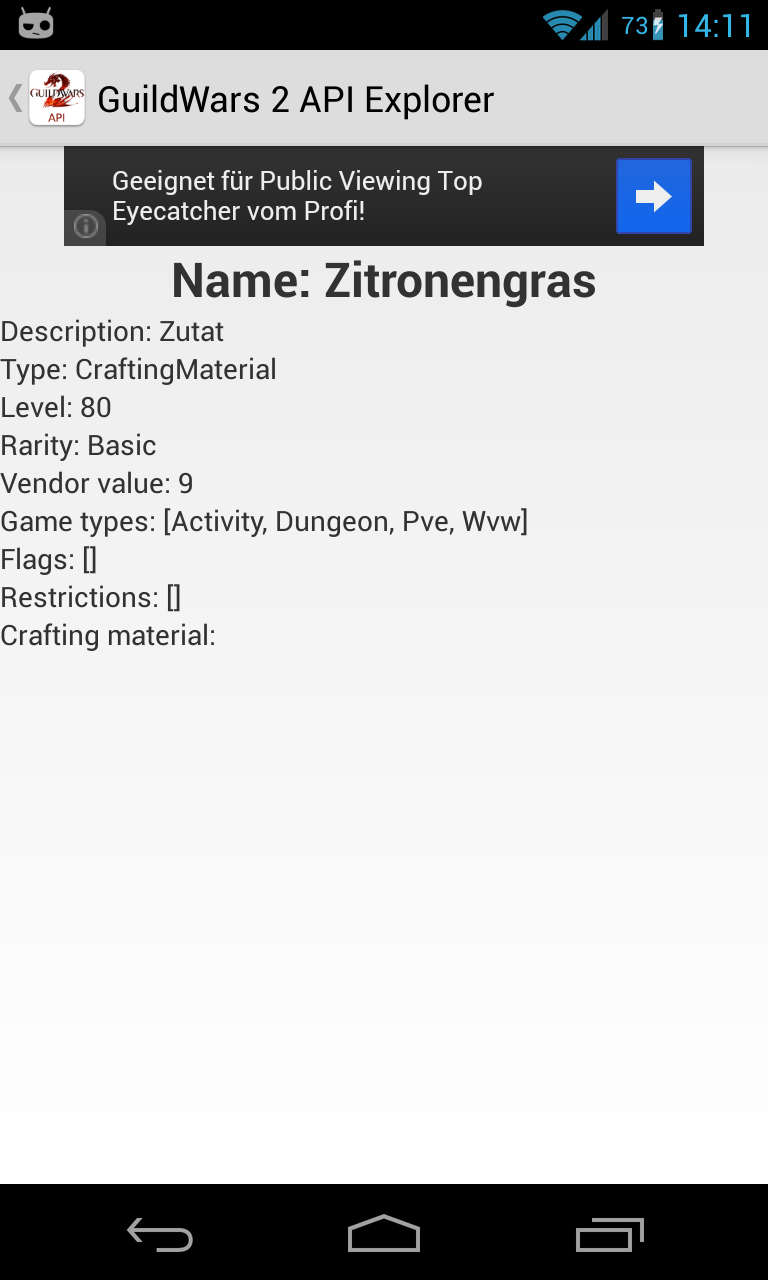 73 14:11
GUILDWARS
API
GuildWars 2 API Explorer
Geeignet für Public Viewing Top
Eyecatcher vom Profi!
Name: Zitronengras
Description: Zutat
Type: CraftingMaterial
Level: 80
Rarity: Basic
Vendor value: 9
Game types: [Activity, Dungeon, Pve, Wvw]
Flags: []
Restrictions: []
Crafting material: